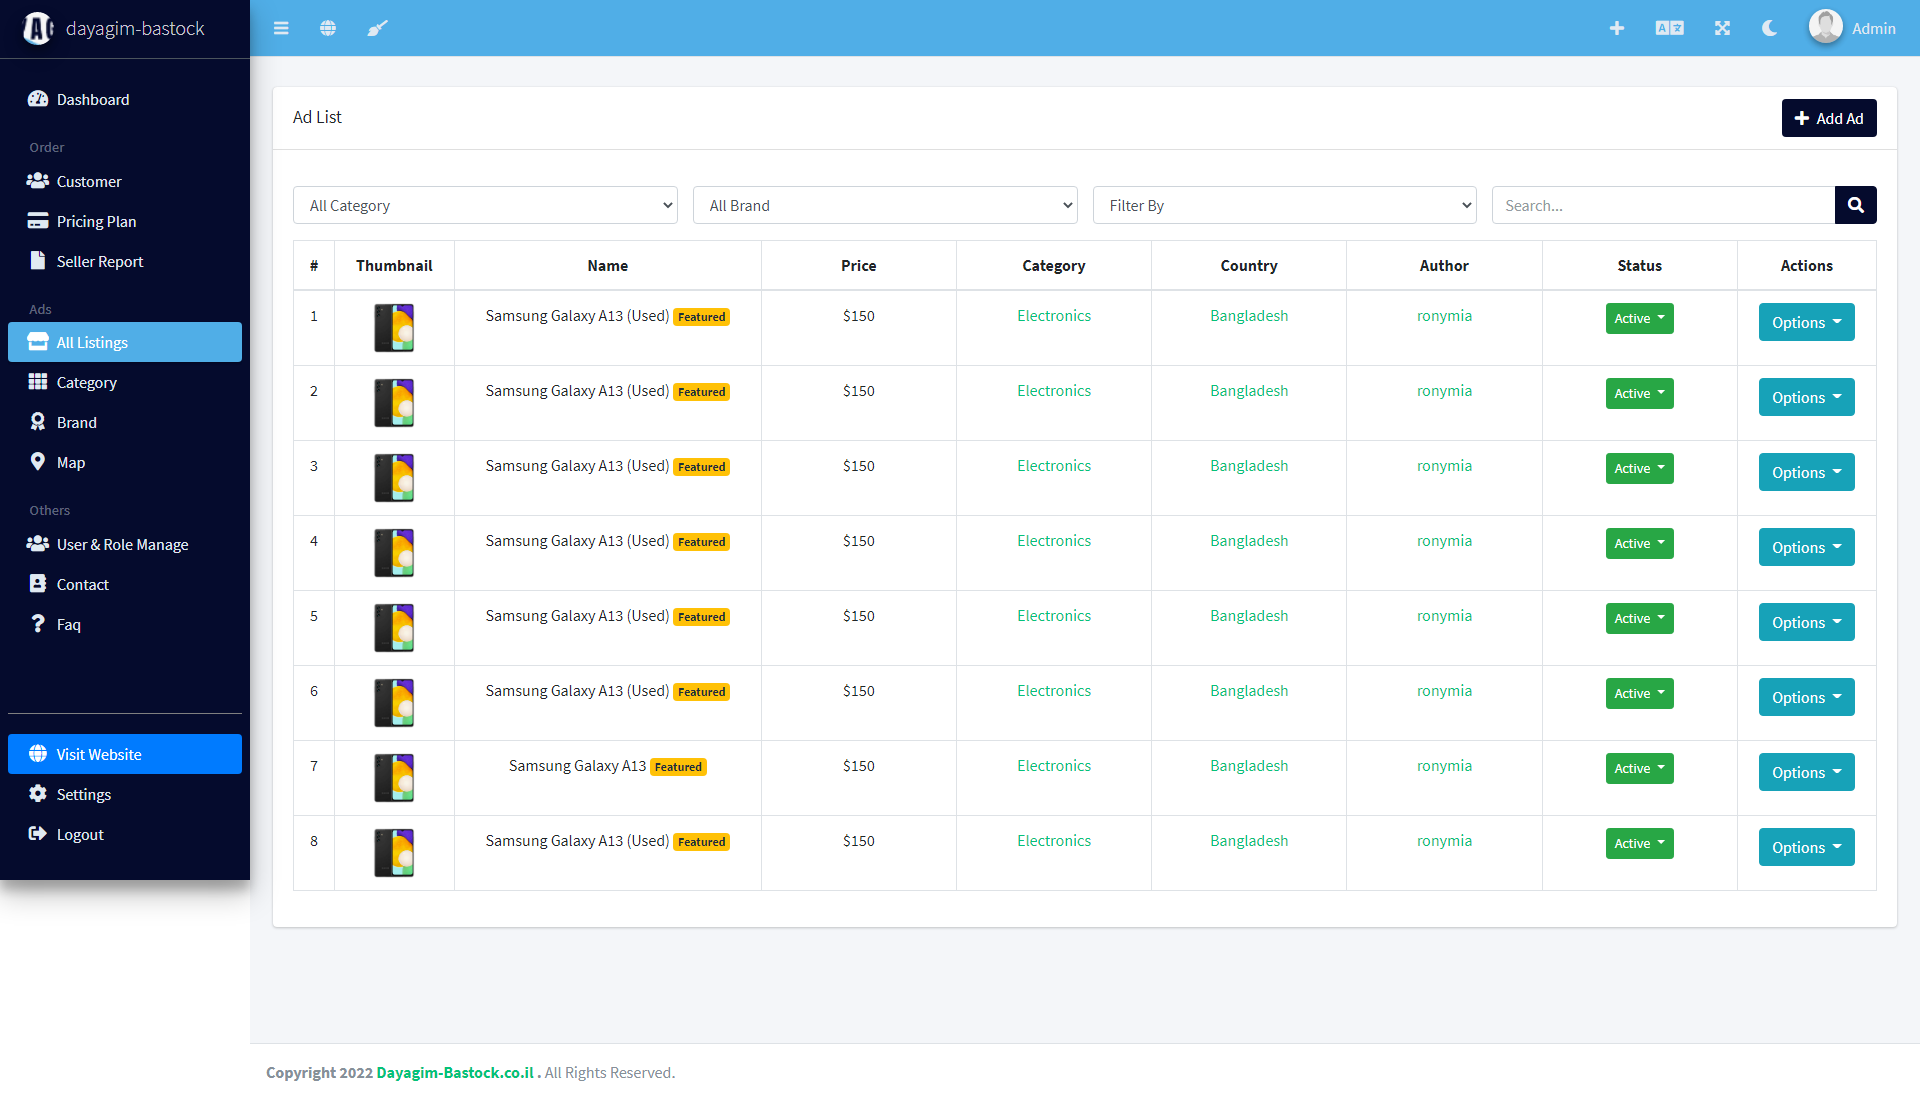 dayagim-bastock
Admin
Dashboard
Order
Customer
Pricing Plan
Seller Report
Ads
All Listings
Category
Brand
Map
Others
User & Role Manage
Contact
Faq
Visit Website
Settings
Logout
Ad List
Add Ad
All Category
All Brand
Filter By
Search...
# Thumbnail Name Price Category Country Author Status Actions
1 Samsung Galaxy A13 (Used) Featured $150 Electronics Bangladesh ronymia Active Options
2 Samsung Galaxy A13 (Used) Featured $150 Electronics Bangladesh ronymia Active Options
3 Samsung Galaxy A13 (Used) Featured $150 Electronics Bangladesh ronymia Active Options
4 Samsung Galaxy A13 (Used) Featured $150 Electronics Bangladesh ronymia Active Options
5 Samsung Galaxy A13 (Used) Featured $150 Electronics Bangladesh ronymia Active Options
6 Samsung Galaxy A13 (Used) Featured $150 Electronics Bangladesh ronymia Active Options
7 Samsung Galaxy A13 Featured $150 Electronics Bangladesh ronymia Active Options
8 Samsung Galaxy A13 (Used) Featured $150 Electronics Bangladesh ronymia Active Options
Copyright 2022 Dayagim-Bastock.co.il . All Rights Reserved.